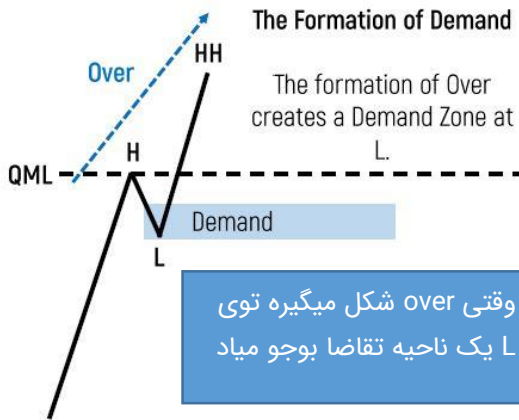 The Formation of Demand
HH
Over
The formation of Over
creates a Demand Zone at
L.
H
QML
Demand
L
وقتی over شکل میگیره توی
L یک ناحیه تقاضا بوجو میاد